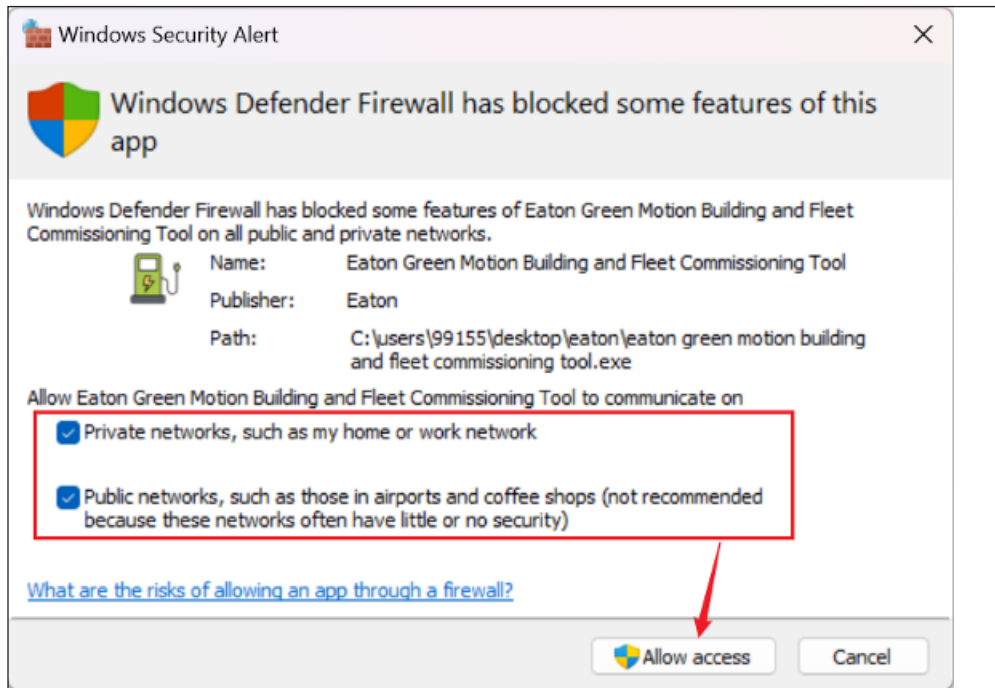 Windows Security Alert
Windows Defender Firewall has blocked some features of this
app
Windows Defender Firewall has blocked some features of Eaton Green Motion Building and Fleet
Commissioning Tool on all public and private networks.
Name: Eaton Green Motion Building and Fleet Commissioning Tool
Publisher: Eaton
Path: C:\users\99155\desktop\eaton\eaton green motion building
and fleet commissioning tool.exe
Allow Eaton Green Motion Building and Fleet Commissioning Tool to communicate on
Private networks, such as my home or work network
Public networks, such as those in airports and coffee shops (not recommended
because these networks often have little or no security)
What are the risks of allowing an app through a firewall?
Allow access Cancel